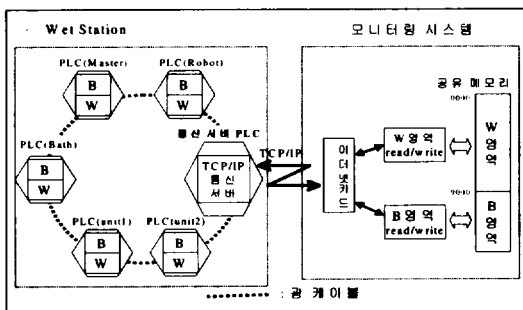 Wet Station
모니터링 시스템
PLC(Master)
PLC(Robot)
B
W
B
W
공유 메모리
통신 서버 PLC
PLC(Bath)
B
W
TCP/IP
통신
서버
TCP/IP
이더넷카드
W영역
read/write
W
영
역
B영역
read/write
B
영
역
PLC(unit1)
PLC(unit2)
B
W
B
W
: 광 케이블